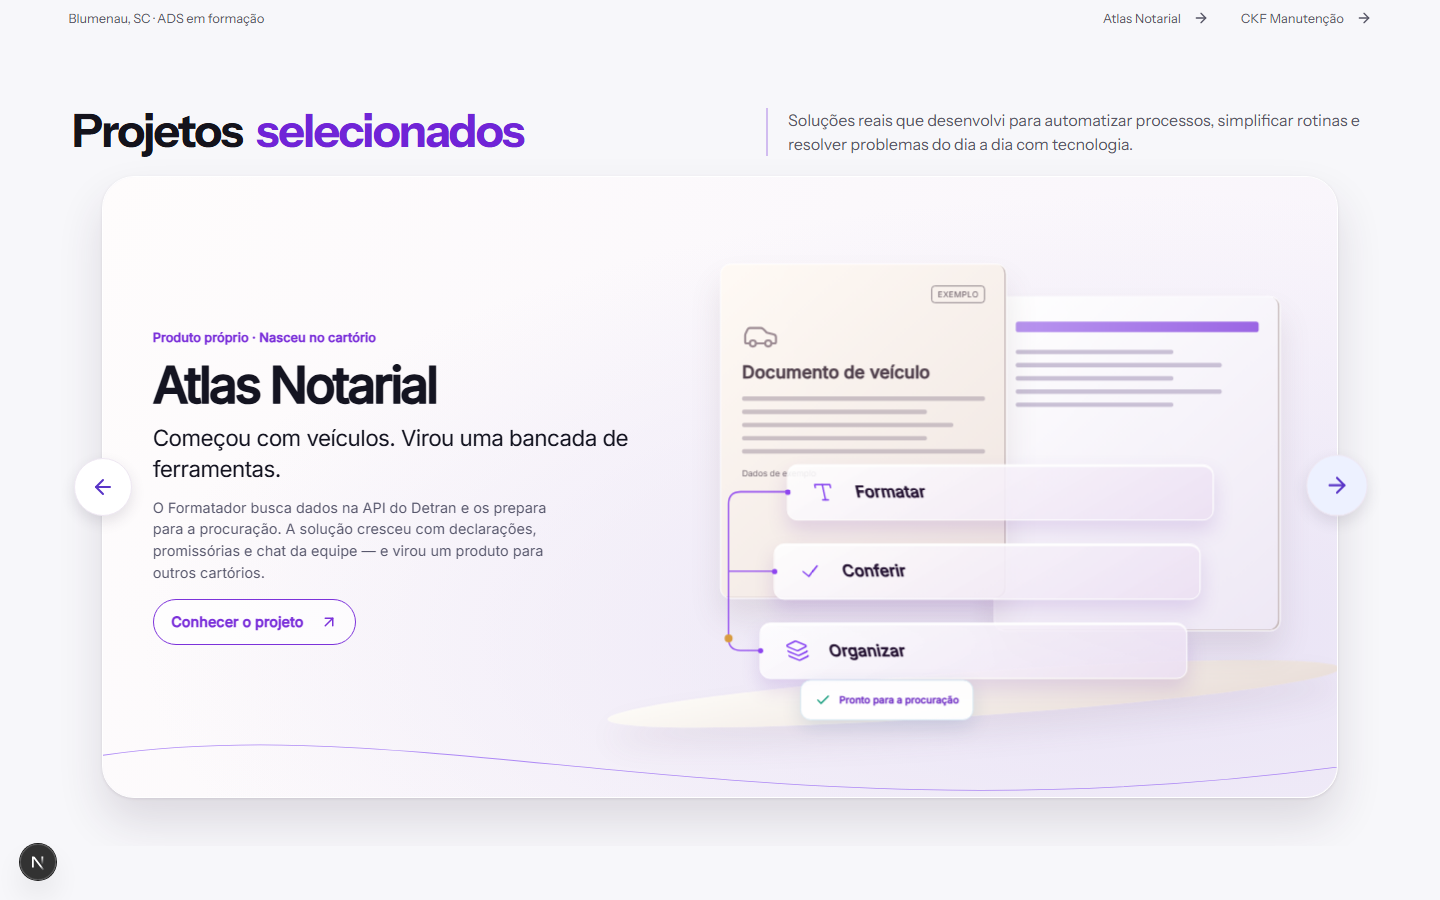 Blumenau, SC · ADS em formação
Atlas Notarial →
CKF Manutenção →
Projetos selecionados
Soluções reais que desenvolvi para automatizar processos, simplificar rotinas e
resolver problemas do dia a dia com tecnologia.
Produto próprio · Nasceu no cartório
Atlas Notarial
Começou com veículos. Virou uma bancada de
ferramentas.
O Formatador busca dados na API do Detran e os prepara
para a procuração. A solução cresceu com declarações,
promissórias e chat da equipe — e virou um produto para
outros cartórios.
Conhecer o projeto
EXEMPLO
Documento de veículo
Dados de
Formatar
Conferir
Organizar
Pronto para a procuração
N